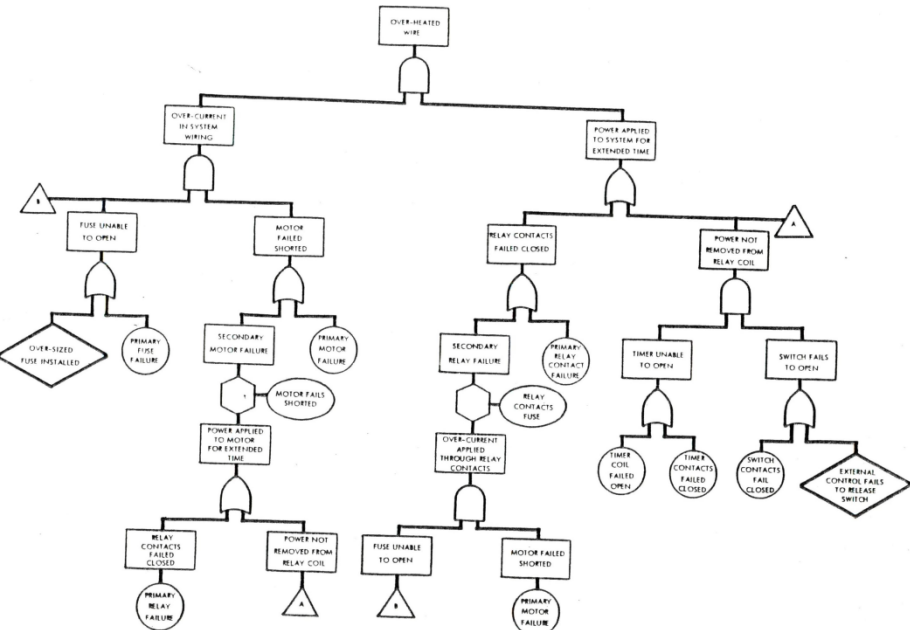 OVER-HEATED
WIRE
OVER-CURRENT
IN SYSTEM
WIRING
POWER APPLIED
TO SYSTEM FOR
EXTENDED TIME
B
FUSE UNABLE
TO OPEN
MOTOR
FAILED
SHORTED
RELAY CONTACTS
FAILED CLOSED
POWER NOT
REMOVED FROM
RELAY COIL
A
OVER-SIZED
FUSE INSTALLED
PRIMARY
FUSE
FAILURE
SECONDARY
MOTOR FAILURE
PRIMARY
MOTOR
FAILURE
SECONDARY
RELAY FAILURE
PRIMARY
RELAY
CONTACT
FAILURE
TIMER UNABLE
TO OPEN
SWITCH FAILS
TO OPEN
MOTOR FAILS
SHORTED
RELAY
CONTACTS
FUSE
POWER APPLIED
TO MOTOR
FOR EXTENDED
TIME
OVER-CURRENT
APPLIED
THROUGH RELAY
CONTACTS
TIMER
COIL
FAILED
OPEN
TIMER
CONTACTS
FAILED
CLOSED
SWITCH
CONTACTS
FAIL
CLOSED
EXTERNAL
CONTROL FAILS
TO RELEASE
SWITCH
RELAY
CONTACTS
FAILED
CLOSED
POWER NOT
REMOVED FROM
RELAY COIL
FUSE UNABLE
TO OPEN
MOTOR FAILED
SHORTED
PRIMARY
RELAY
FAILURE
A
B
PRIMARY
MOTOR
FAILURE